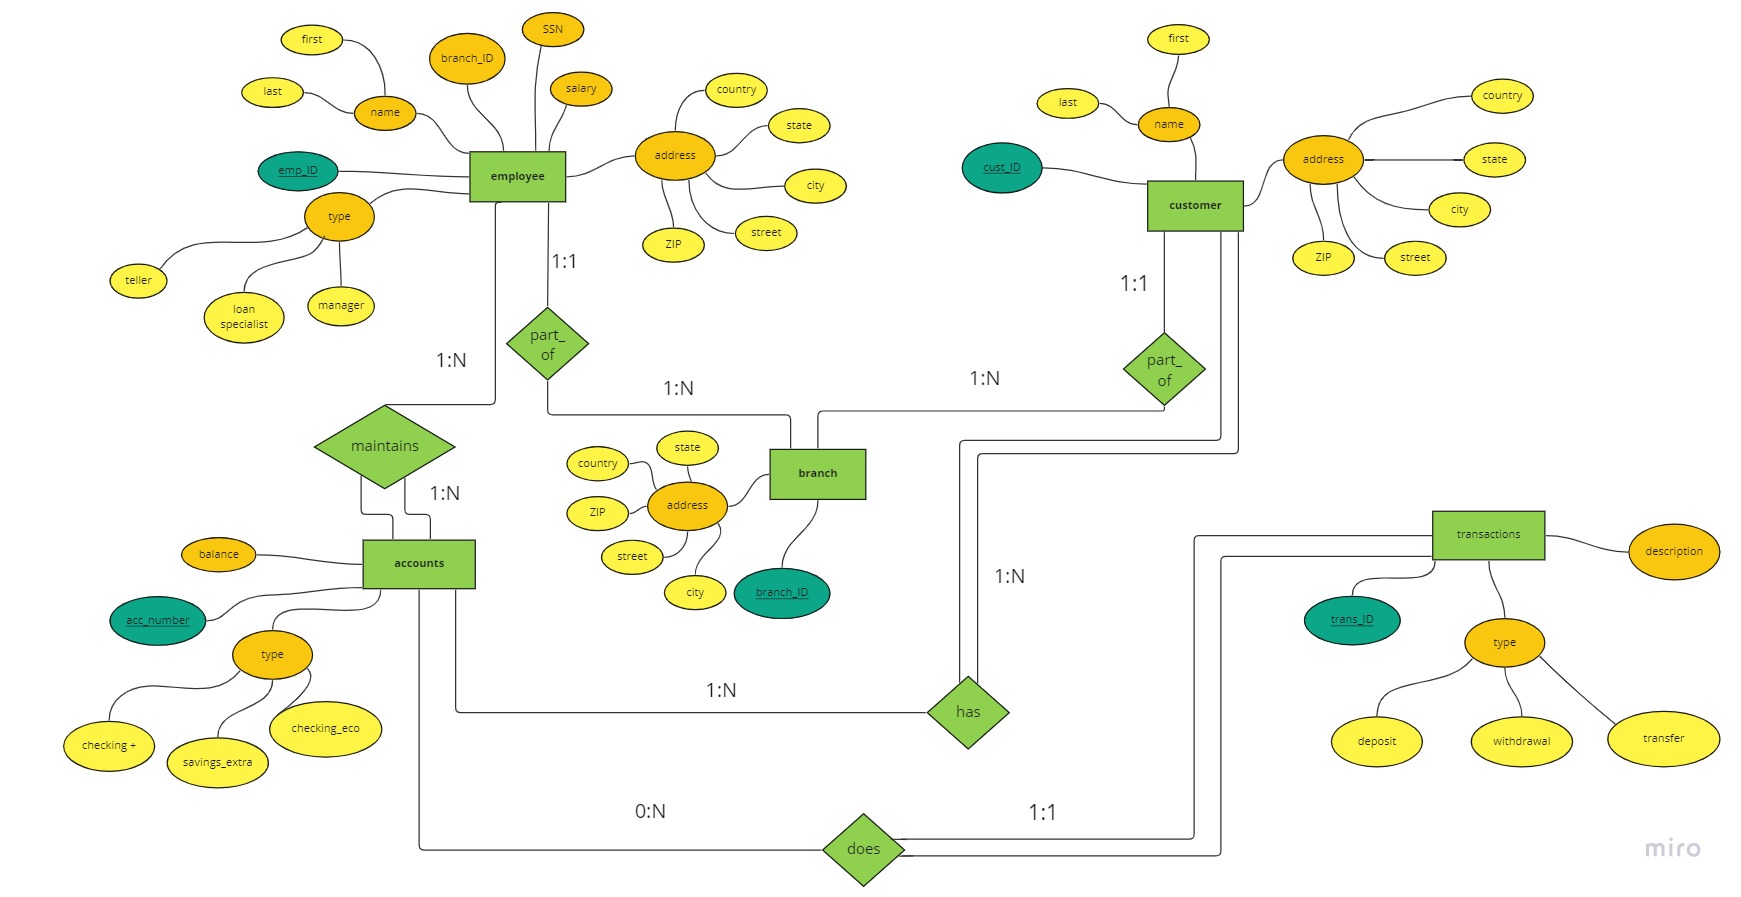 first
last
name
branch_ID
SSN
salary
country
state
address
city
street
ZIP
employee
emp_ID
type
teller
loan
specialist
manager
first
last
name
cust_ID
customer
country
state
address
city
street
ZIP
1:1
part_
of
1:N
1:N
1:1
part_
of
1:N
maintains
1:N
state
country
address
ZIP
street
city
branch
branch_ID
balance
accounts
acc_number
type
checking +
savings_extra
checking_eco
1:N
1:N
has
transactions
description
trans_ID
type
deposit
withdrawal
transfer
0:N
1:1
does
miro